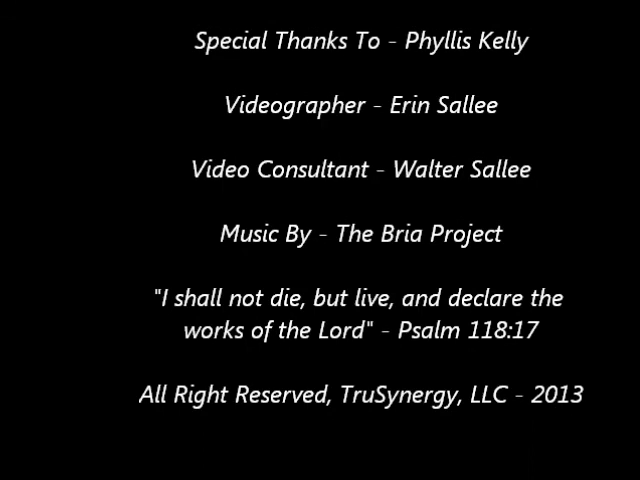 Special Thanks To - Phyllis Kelly
Videographer - Erin Sallee
Video Consultant - Walter Sallee
Music By - The Bria Project
"I shall not die, but live, and declare the
works of the Lord" - Psalm 118:17
All Right Reserved, TruSynergy, LLC - 2013